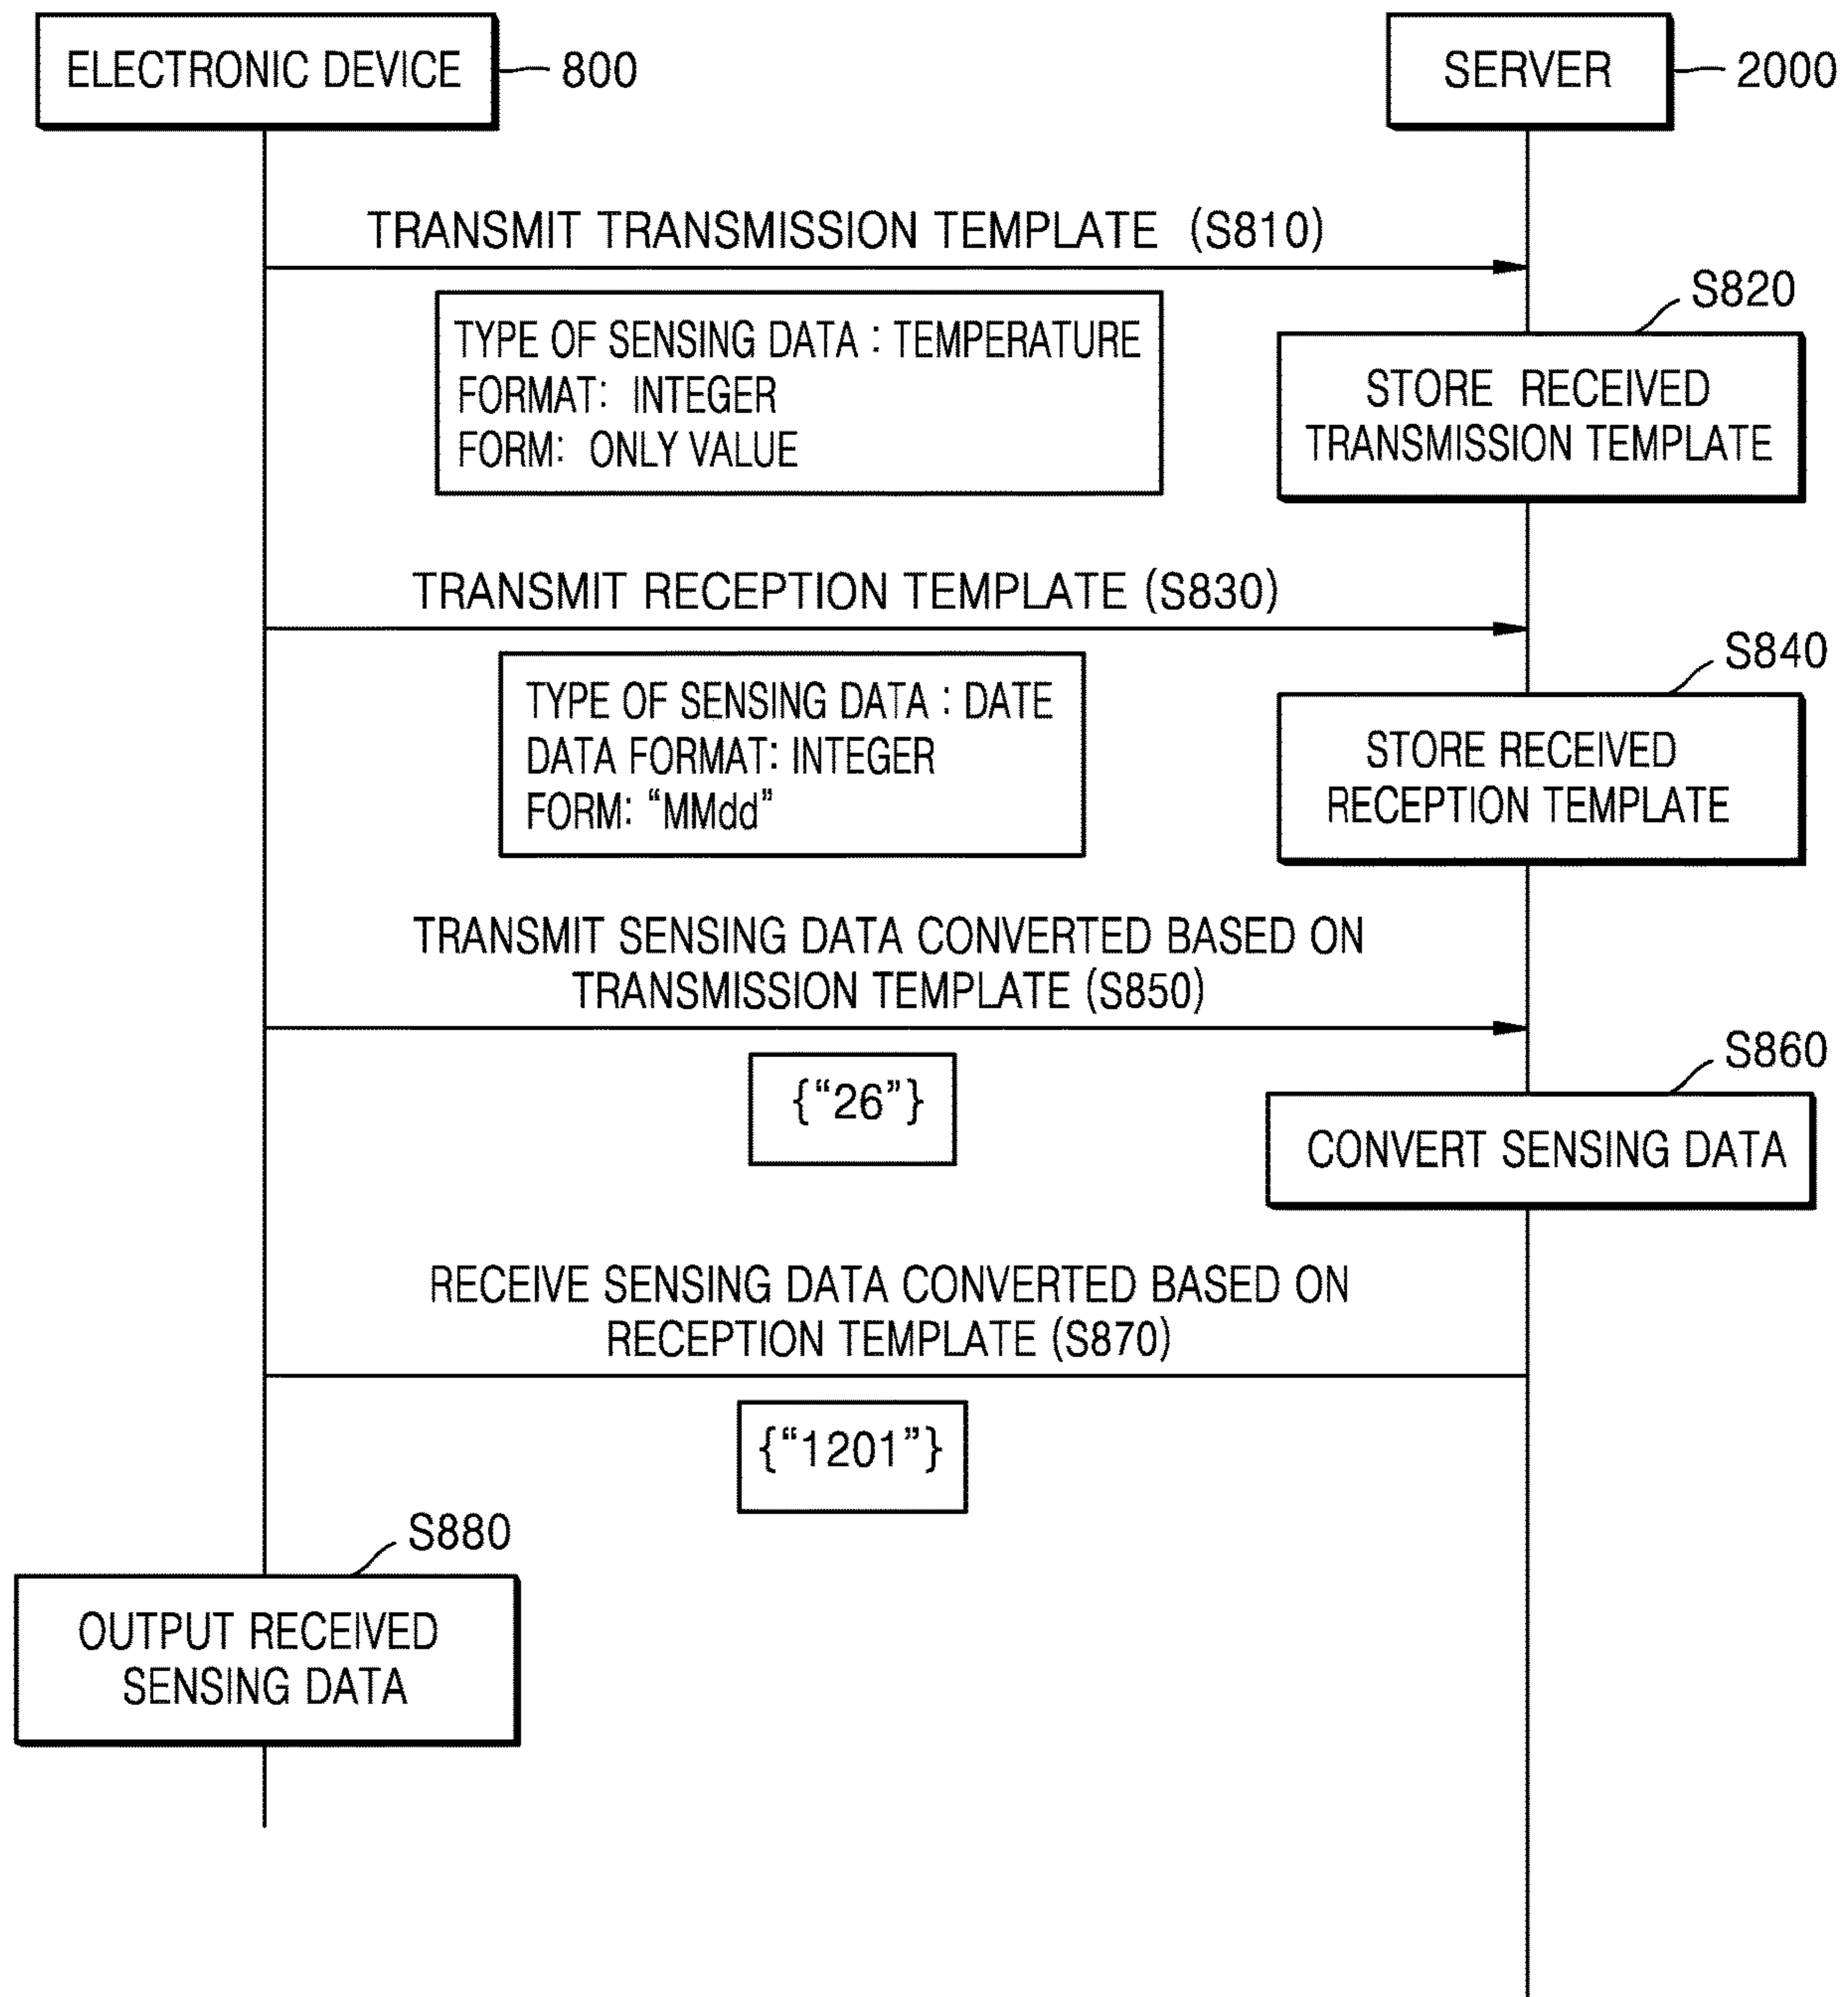 ELECTRONIC DEVICE
800
SERVER
2000
TRANSMIT TRANSMISSION TEMPLATE (S810)
TYPE OF SENSING DATA : TEMPERATURE
FORMAT: INTEGER
FORM: ONLY VALUE
S820
STORE RECEIVED
TRANSMISSION TEMPLATE
TRANSMIT RECEPTION TEMPLATE (S830)
TYPE OF SENSING DATA : DATE
DATA FORMAT: INTEGER
FORM: “MMdd”
S840
STORE RECEIVED
RECEPTION TEMPLATE
TRANSMIT SENSING DATA CONVERTED BASED ON
TRANSMISSION TEMPLATE (S850)
{“26”}
S860
CONVERT SENSING DATA
RECEIVE SENSING DATA CONVERTED BASED ON
RECEPTION TEMPLATE (S870)
{“1201”}
S880
OUTPUT RECEIVED
SENSING DATA